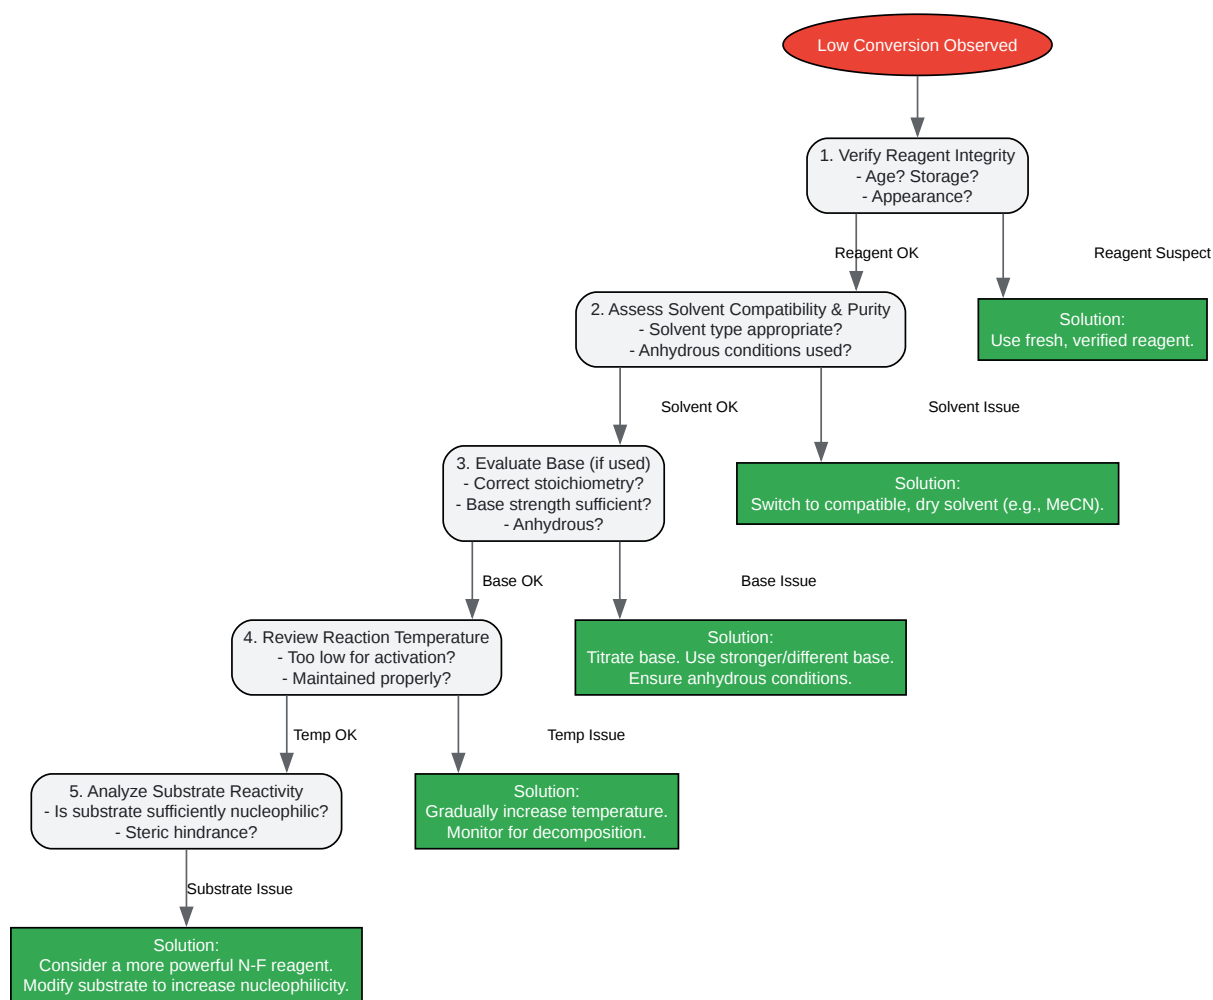 Low Conversion Observed
1. Verify Reagent Integrity
- Age? Storage?
- Appearance?
Reagent OK
Reagent Suspect
2. Assess Solvent Compatibility & Purity
- Solvent type appropriate?
- Anhydrous conditions used?
Solution:
Use fresh, verified reagent.
Solvent OK
Solvent Issue
3. Evaluate Base (if used)
- Correct stoichiometry?
- Base strength sufficient?
- Anhydrous?
Solution:
Switch to compatible, dry solvent (e.g., MeCN).
Base OK
Base Issue
4. Review Reaction Temperature
- Too low for activation?
- Maintained properly?
Solution:
Titrate base. Use stronger/different base.
Ensure anhydrous conditions.
Temp OK
Temp Issue
5. Analyze Substrate Reactivity
- Is substrate sufficiently nucleophilic?
- Steric hindrance?
Solution:
Gradually increase temperature.
Monitor for decomposition.
Substrate Issue
Solution:
Consider a more powerful N-F reagent.
Modify substrate to increase nucleophilicity.